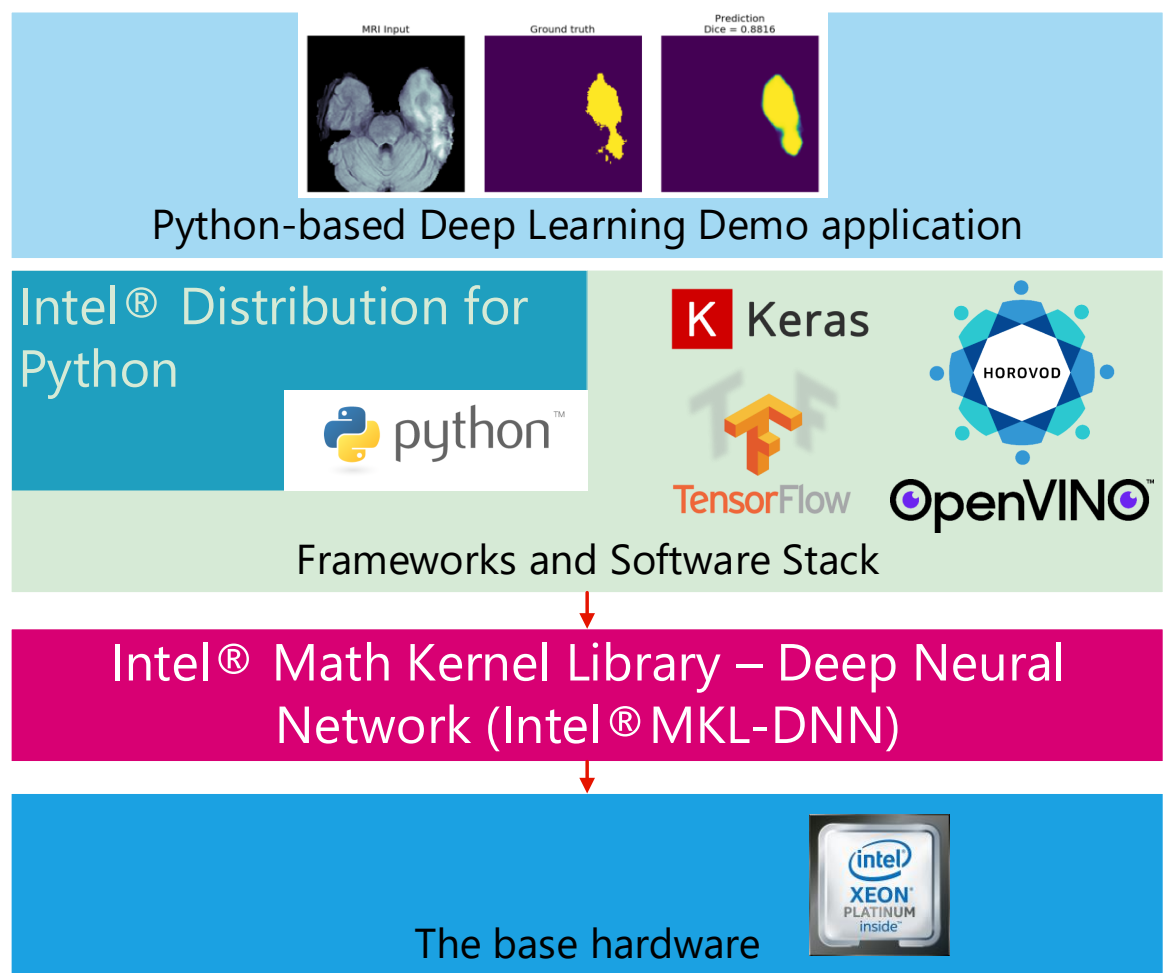 MRI Input
Ground truth
Prediction
Dice = 0.8816
Python-based Deep Learning Demo application
Intel® Distribution for
Python
python™
K Keras
TF
TensorFlow
HOROVOD
OpenVINO™
Frameworks and Software Stack
Intel® Math Kernel Library – Deep Neural
Network (Intel® MKL-DNN)
intel®
XEON®
PLATINUM
inside™
The base hardware